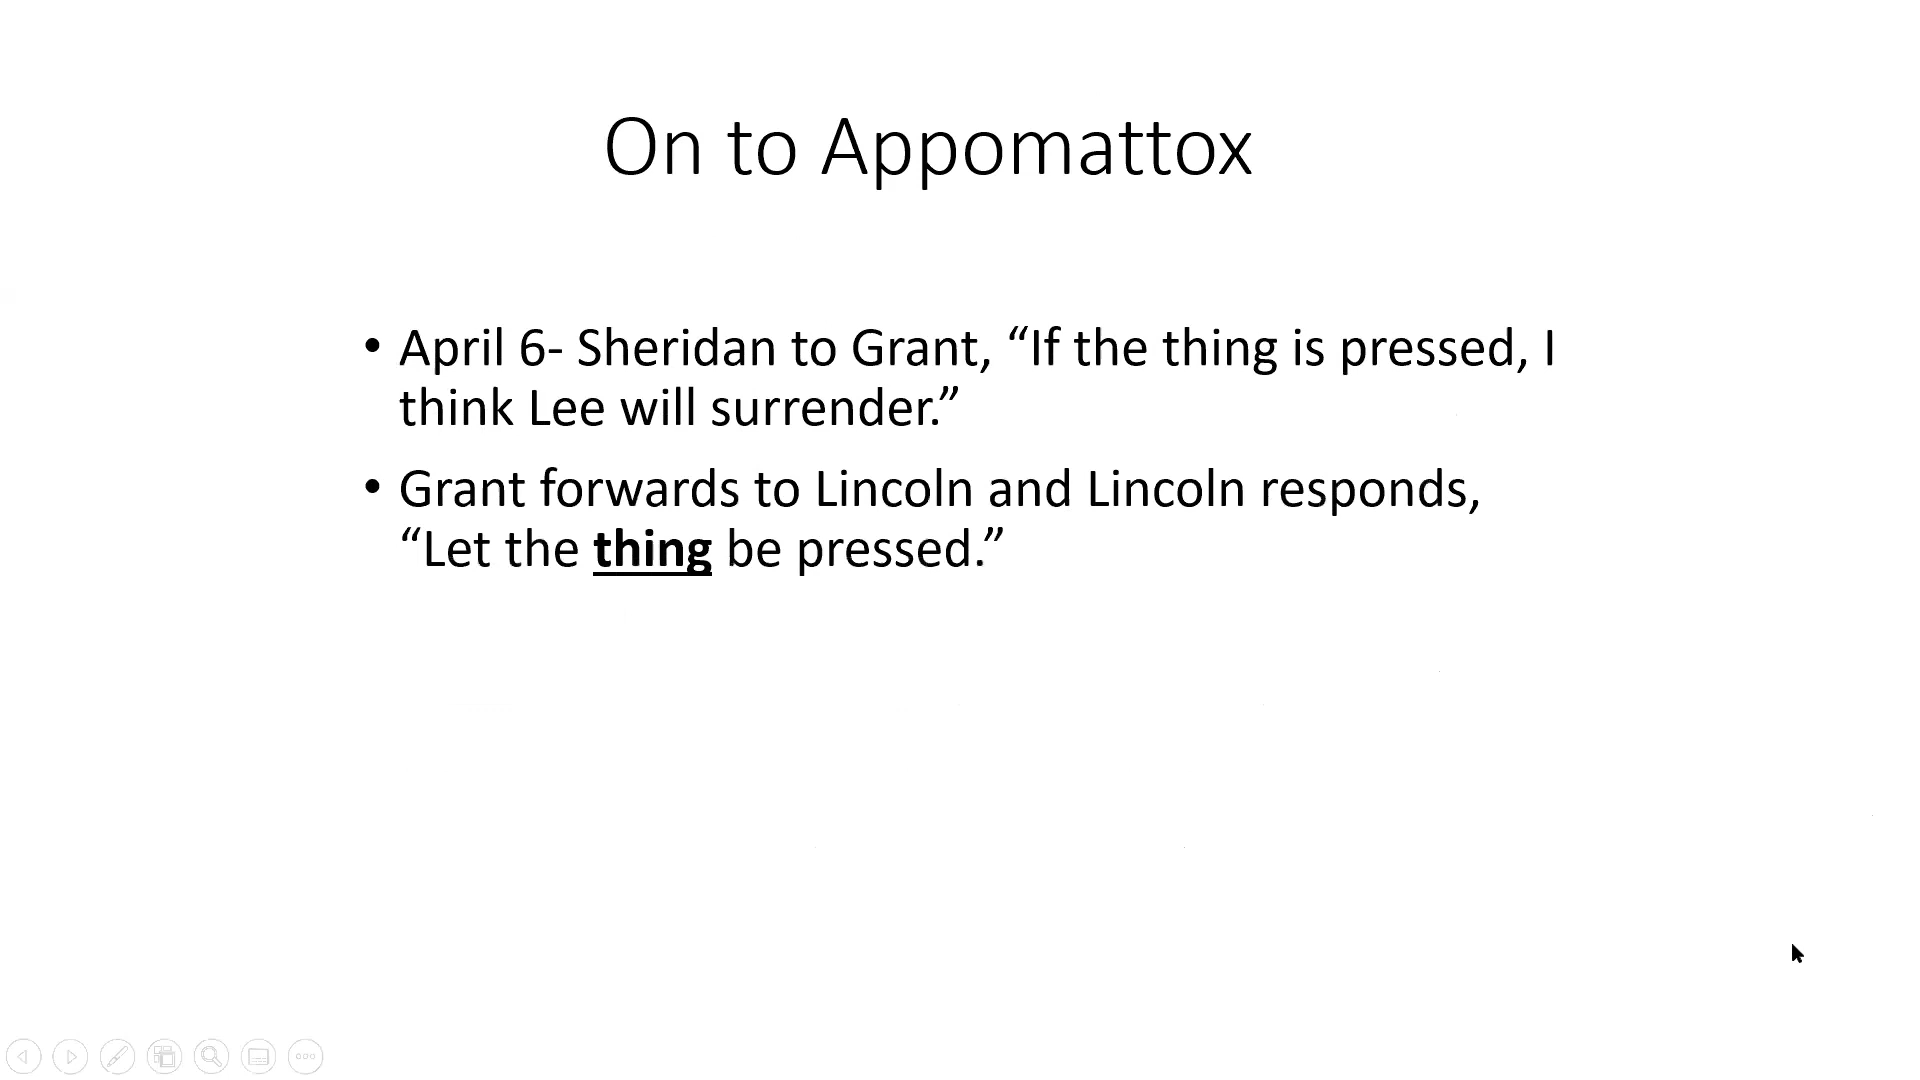 On to Appomattox
• April 6- Sheridan to Grant, “If the thing is pressed, I
think Lee will surrender.”
• Grant forwards to Lincoln and Lincoln responds,
“Let the thing be pressed.”